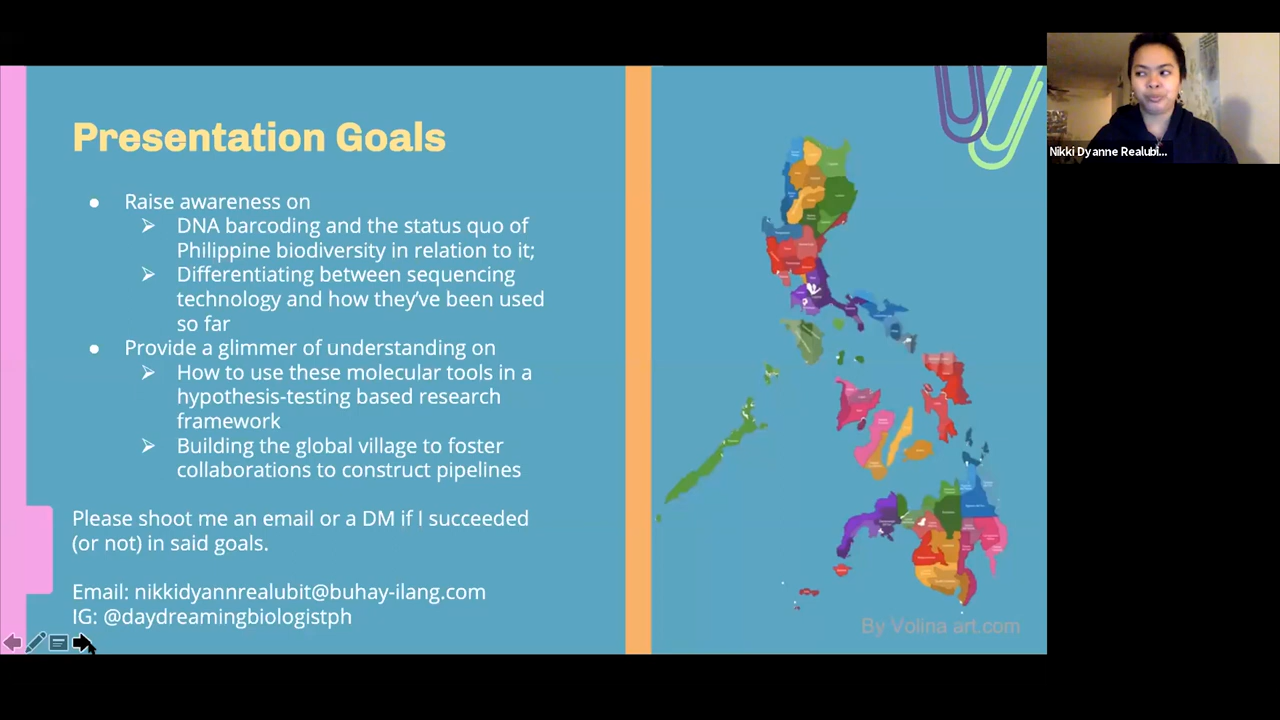 Presentation Goals
● Raise awareness on
➢ DNA barcoding and the status quo of
Philippine biodiversity in relation to it;
➢ Differentiating between sequencing
technology and how they’ve been used
so far
● Provide a glimmer of understanding on
➢ How to use these molecular tools in a
hypothesis-testing based research
framework
➢ Building the global village to foster
collaborations to construct pipelines
Please shoot me an email or a DM if I succeeded
(or not) in said goals.
Email: nikkidyannrealubit@buhay-ilang.com
IG: @daydreamingbiologistph
By Volina art.com
Nikki Dyanne Realubi...